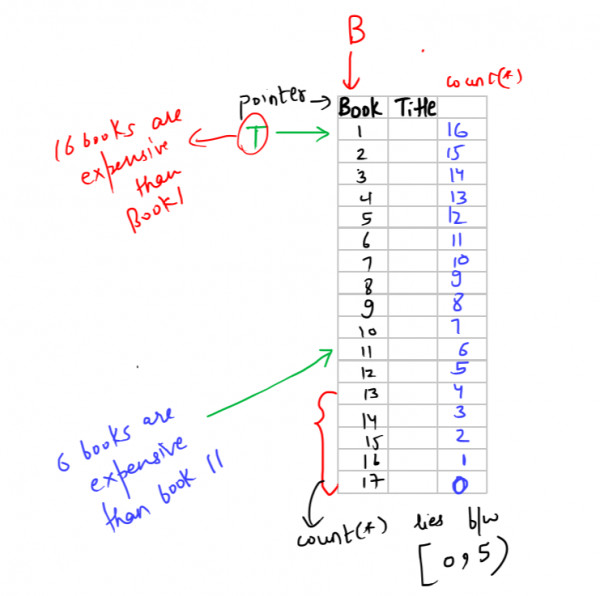 B
count(*)
pointer → Book Title
16 books are
expensive
than
Book1
T
1 16
2 15
3 14
4 13
5 12
6 11
7 10
8 9
9 8
10 7
11 6
12 5
13 4
14 3
15 2
16 1
17 0
6 books are
expensive
than book 11
count(*) lies b/w
[0,5)